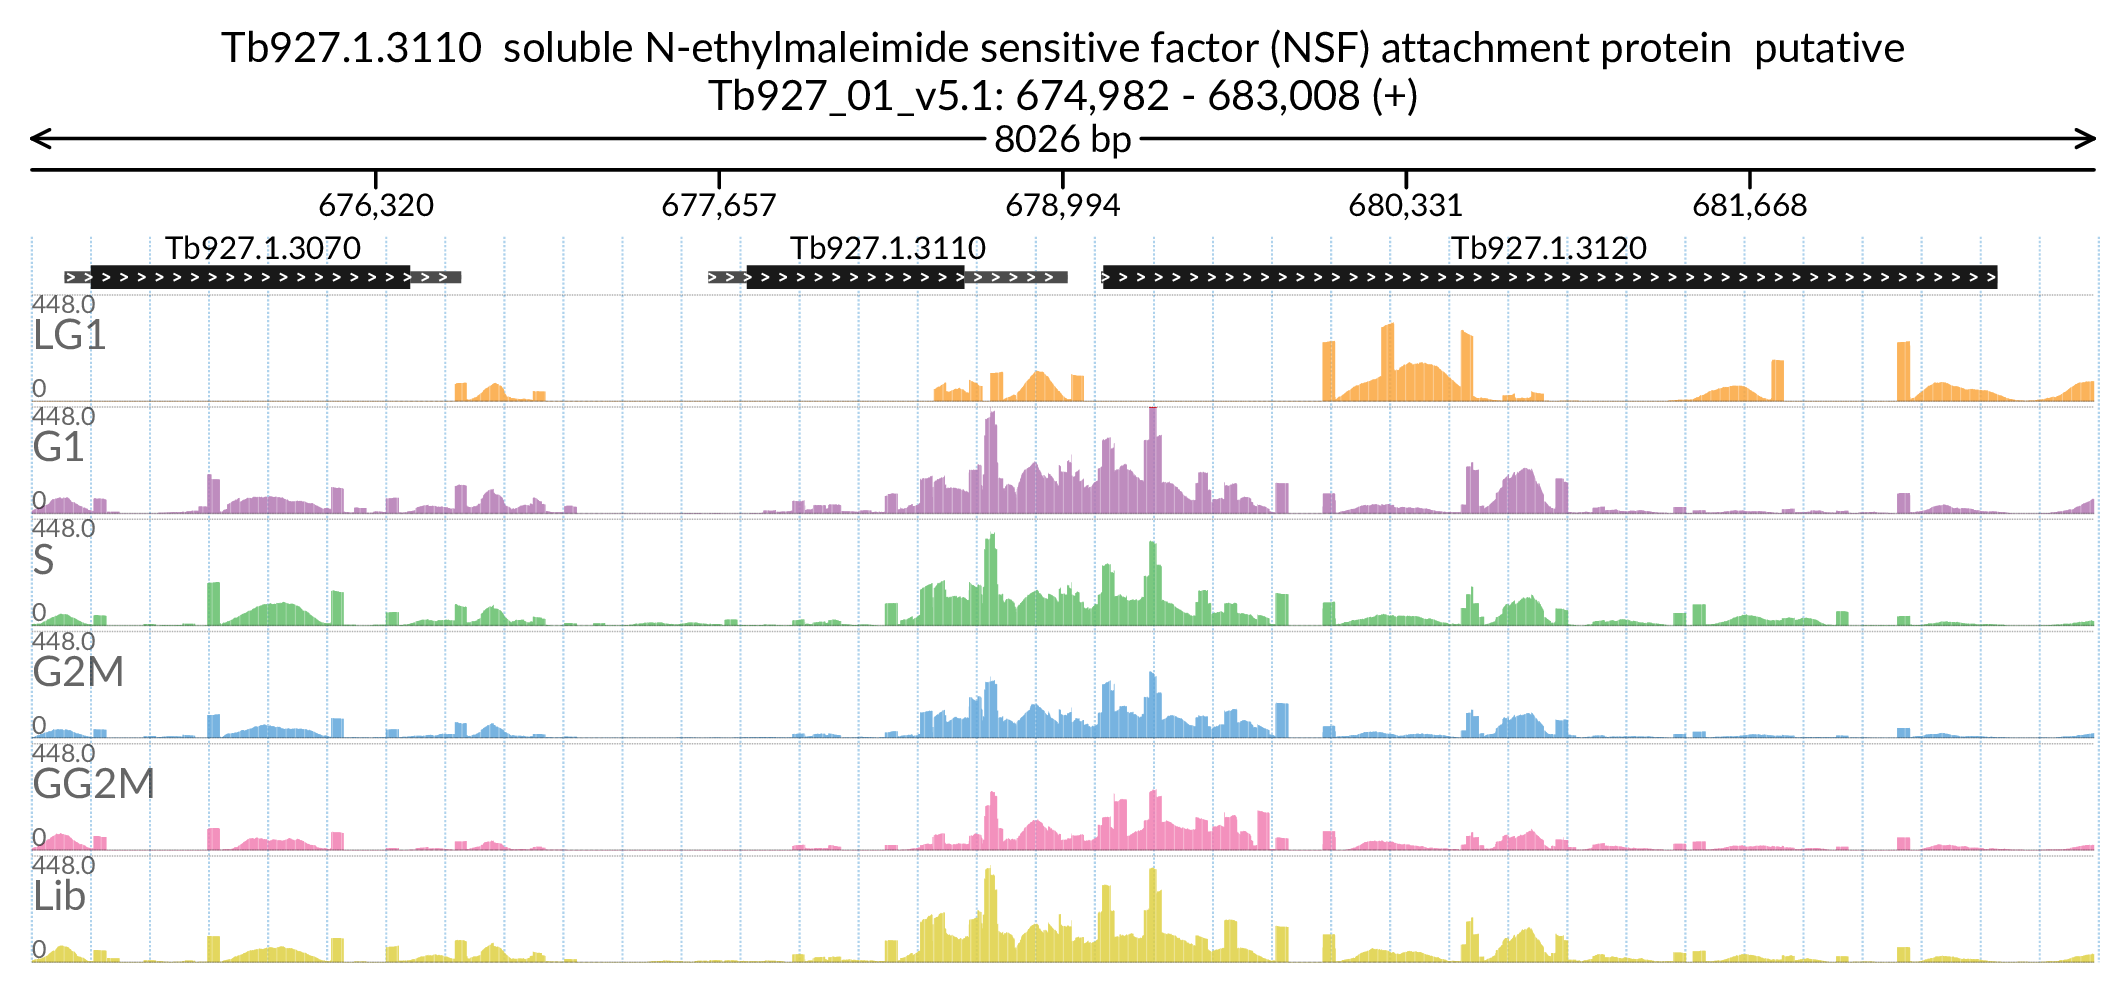 Tb927.1.3110  soluble N-ethylmaleimide sensitive factor (NSF) attachment protein  putative
Tb927_01_v5.1: 674,982 - 683,008 (+)
8026 bp
676,320 677,657 678,994 680,331 681,668
Tb927.1.3070 Tb927.1.3110 Tb927.1.3120
448.0
LG1
0
448.0
G1
0
448.0
S
0
448.0
G2M
0
448.0
GG2M
0
448.0
Lib
0